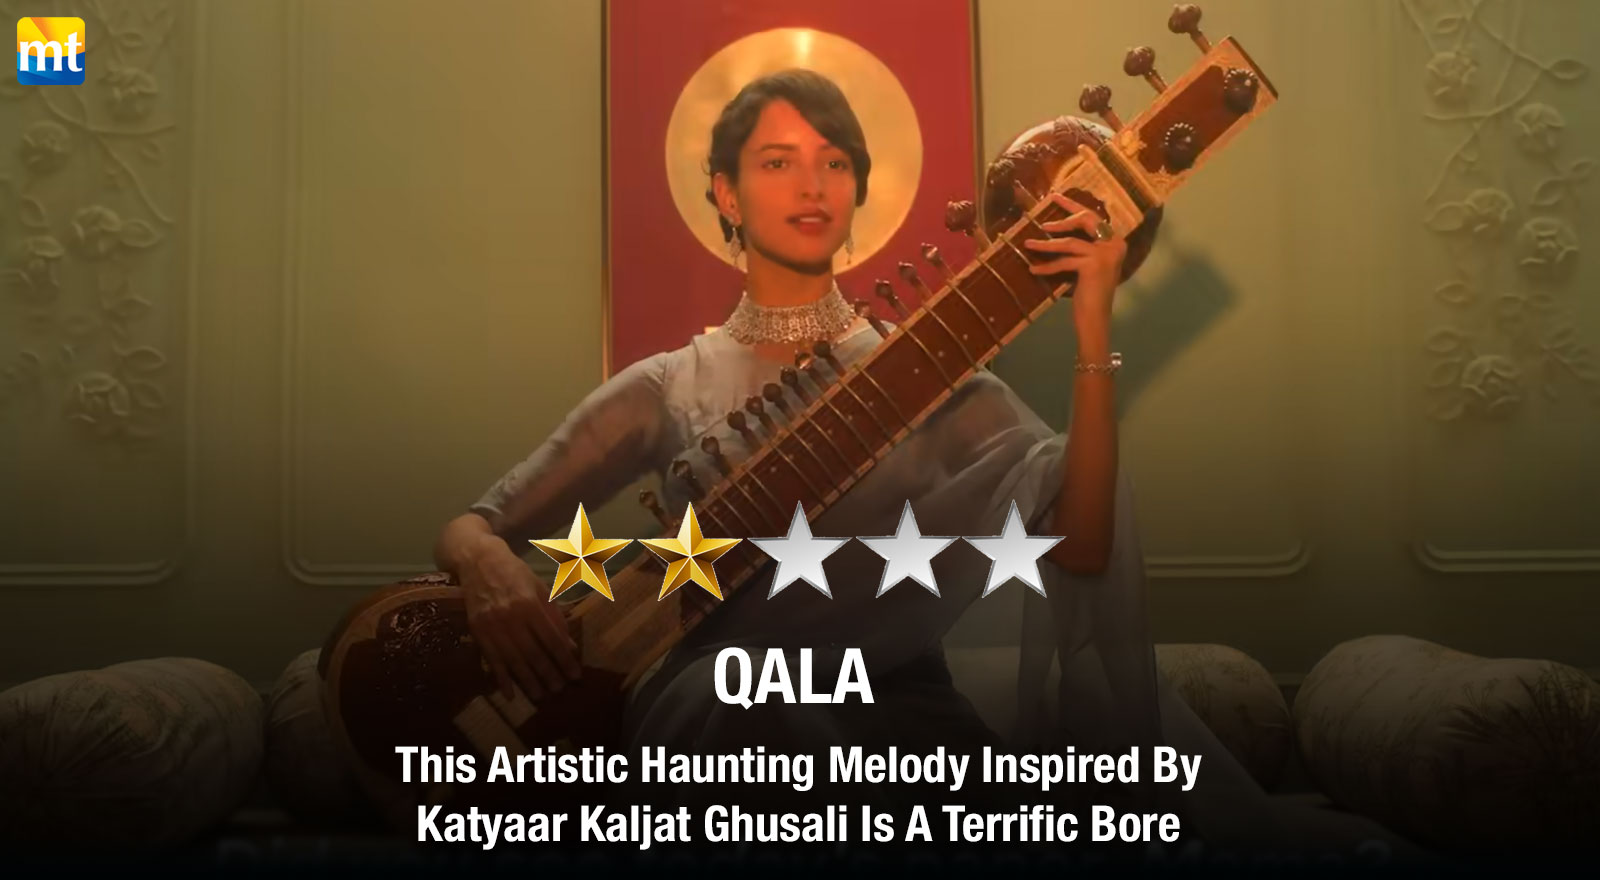 mt
QALA
This Artistic Haunting Melody Inspired By
Katyaar Kaljat Ghusali Is A Terrific Bore